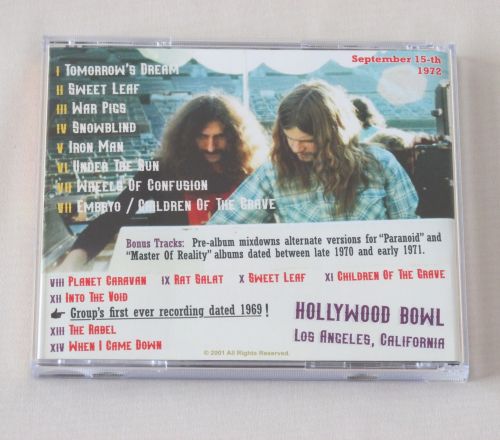 September 15-th
1972
I Tomorrow's Dream
II Sweet Leaf
III War Pigs
IV Snowblind
V Iron Man
VI Under The Sun
VII Wheels Of Confusion
VII Embryo / Children Of The Grave
Bonus Tracks: Pre-album mixdowns alternate versions for "Paranoid" and
"Master Of Reality" albums dated between late 1970 and early 1971.
VIII Planet Caravan IX Rat Salat X Sweet Leaf XI Children Of The Grave
XII Into The Void
☛ Group's first ever recording dated 1969!
XIII The Rabel
XIV When I Came Down
Hollywood Bowl
Los Angeles, California
© 2001 All Rights Reserved.